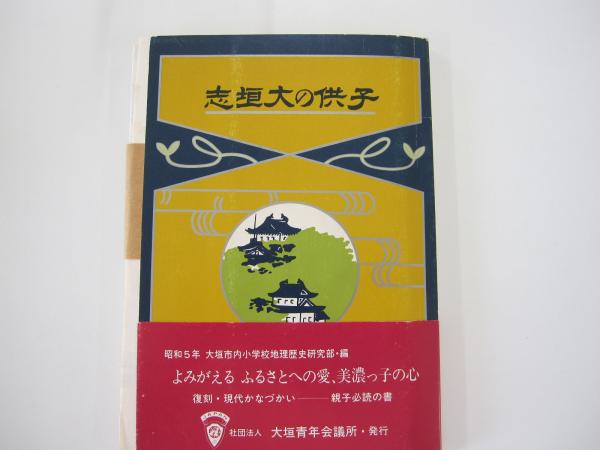 子供の大垣志
昭和5年 大垣市内小学校地理歴史研究部・編
よみがえる ふるさとへの愛、美濃っ子の心
復刻・現代かなづかい――親子必読の書
社団法人 大垣青年会議所・発行